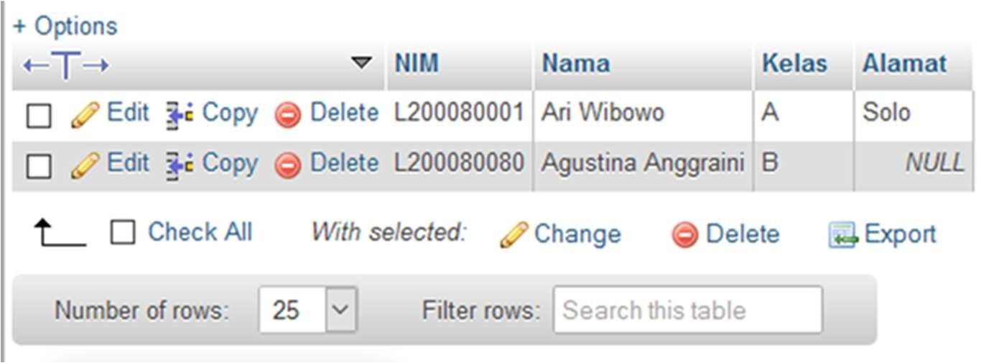 + Options
←T→ NIM Nama Kelas Alamat
Edit Copy Delete L200080001 Ari Wibowo A Solo
Edit Copy Delete L200080080 Agustina Anggraini B NULL
Check All With selected: Change Delete Export
Number of rows: 25 Filter rows: Search this table